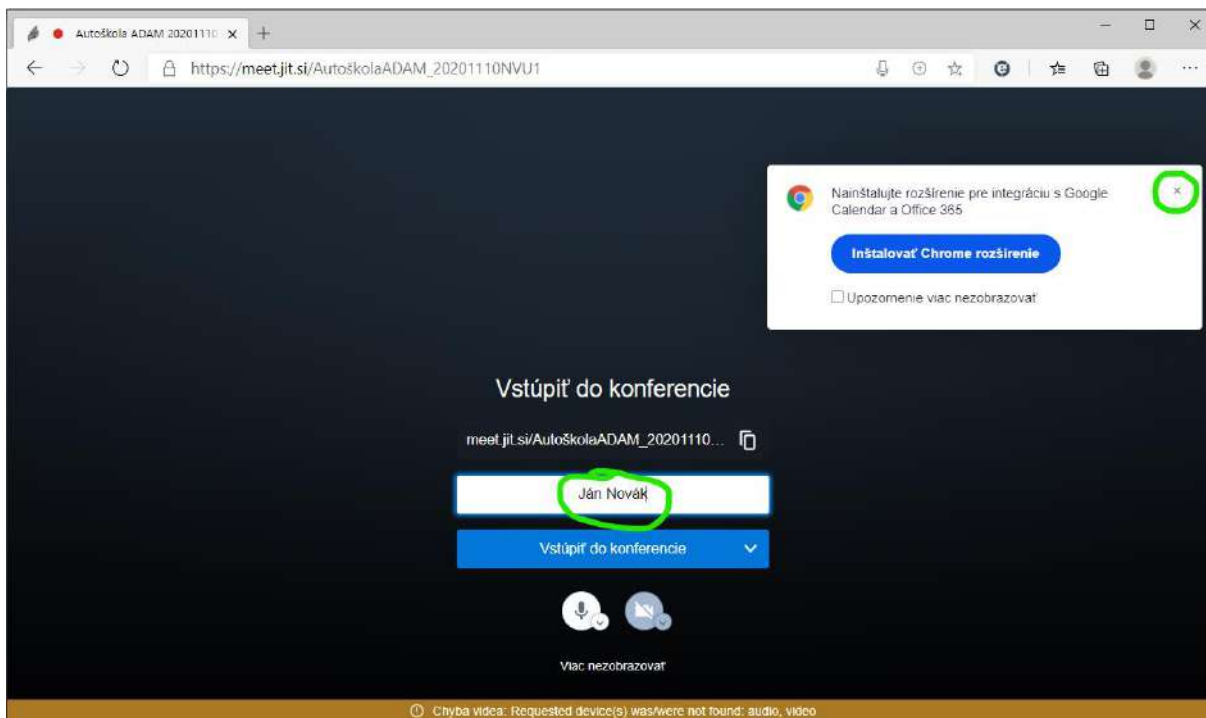 Autoškola ADAM 20201110
https://meet.jit.si/AutoškolaADAM_20201110NVU1
Nainštalujte rozšírenie pre integráciu s Google
Calendar a Office 365
Inštalovať Chrome rozšírenie
Upozornenie viac nezobrazovať
Vstúpiť do konferencie
meet.jit.si/AutoškolaADAM_20201110...
Ján Novák
Vstúpiť do konferencie
Viac nezobrazovať
Chyba videa: Requested device(s) was/were not found: audio, video